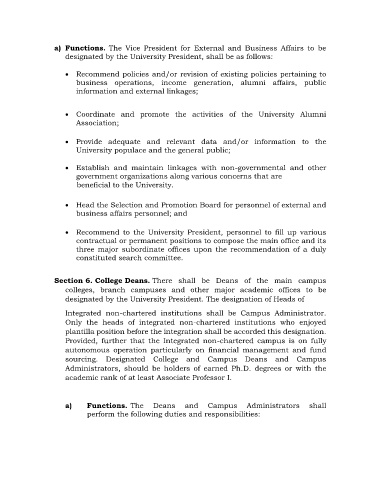 a) Functions. The Vice President for External and Business Affairs to be
designated by the University President, shall be as follows:
• Recommend policies and/or revision of existing policies pertaining to
business operations, income generation, alumni affairs, public
information and external linkages;
• Coordinate and promote the activities of the University Alumni
Association;
• Provide adequate and relevant data and/or information to the
University populace and the general public;
• Establish and maintain linkages with non-governmental and other
government organizations along various concerns that are
beneficial to the University.
• Head the Selection and Promotion Board for personnel of external and
business affairs personnel; and
• Recommend to the University President, personnel to fill up various
contractual or permanent positions to compose the main office and its
three major subordinate offices upon the recommendation of a duly
constituted search committee.
Section 6. College Deans. There shall be Deans of the main campus
colleges, branch campuses and other major academic offices to be
designated by the University President. The designation of Heads of
Integrated non-chartered institutions shall be Campus Administrator.
Only the heads of integrated non-chartered institutions who enjoyed
plantilla position before the integration shall be accorded this designation.
Provided, further that the Integrated non-chartered campus is on fully
autonomous operation particularly on financial management and fund
sourcing. Designated College and Campus Deans and Campus
Administrators, should be holders of earned Ph.D. degrees or with the
academic rank of at least Associate Professor I.
a) Functions. The Deans and Campus Administrators shall
perform the following duties and responsibilities: